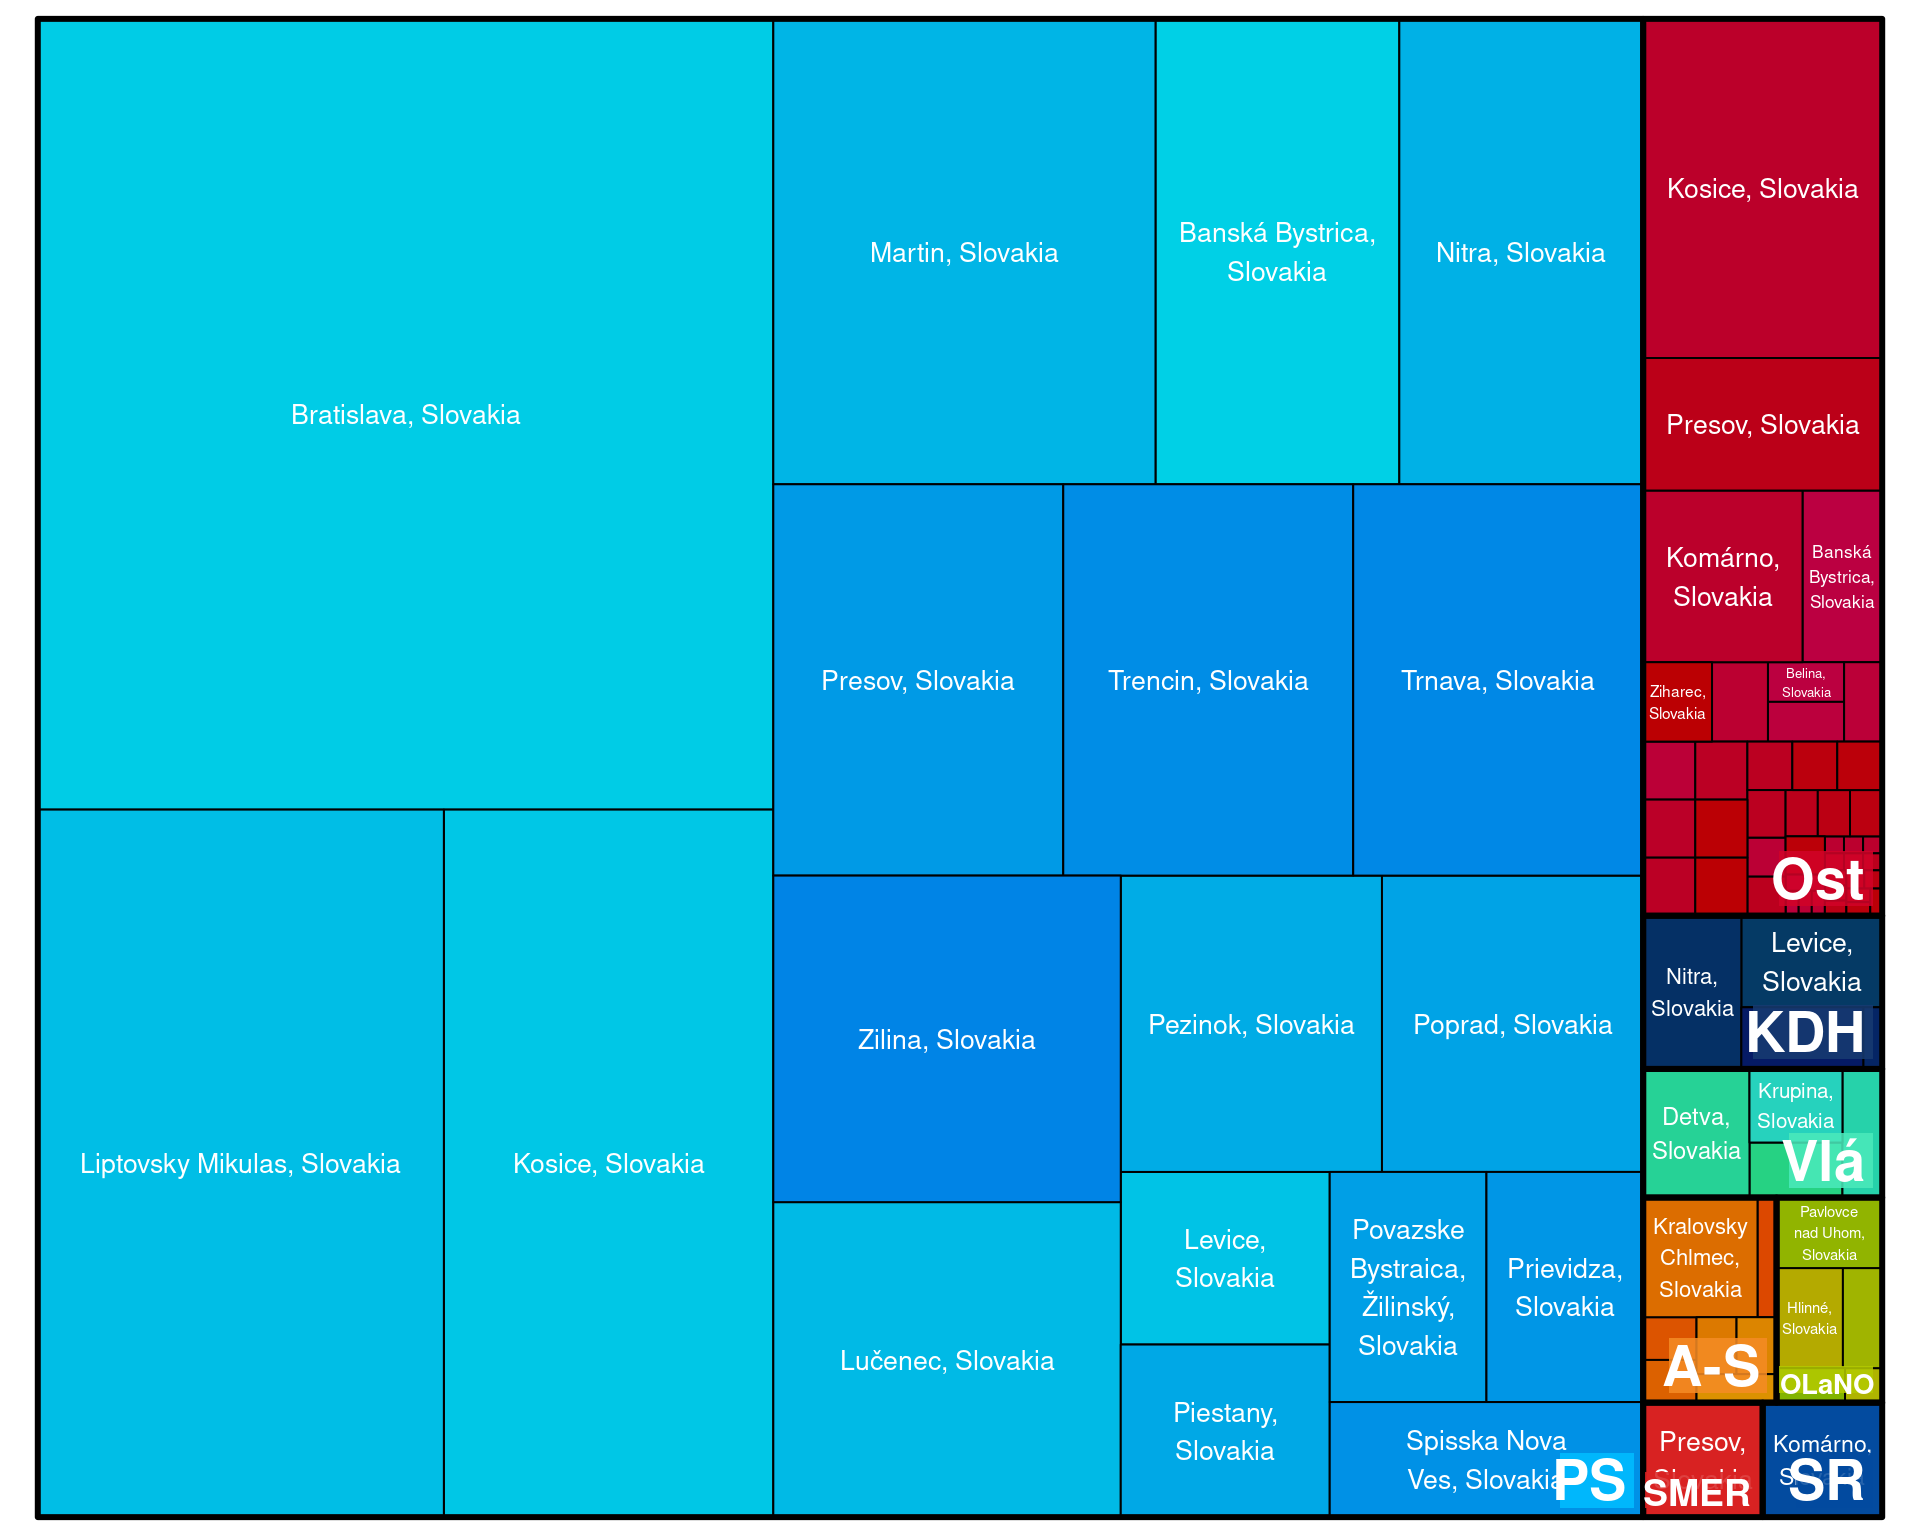 Bratislava, Slovakia
Liptovsky Mikulas, Slovakia
Kosice, Slovakia
Martin, Slovakia
Banská Bystrica,
Slovakia
Nitra, Slovakia
Presov, Slovakia
Trencin, Slovakia
Trnava, Slovakia
Zilina, Slovakia
Lučenec, Slovakia
Pezinok, Slovakia
Poprad, Slovakia
Levice,
Slovakia
Piestany,
Slovakia
Povazske
Bystraica,
Žilinský,
Slovakia
Prievidza,
Slovakia
Spisska Nova
Ves, Slovakia
PS
Kosice, Slovakia
Presov, Slovakia
Komárno,
Slovakia
Banská
Bystrica,
Slovakia
Ziharec,
Slovakia
Belina,
Slovakia
Ost
Nitra,
Slovakia
Levice,
Slovakia
KDH
Detva,
Slovakia
Krupina,
Slovakia
Vlá
Kralovsky
Chlmec,
Slovakia
A-S
Pavlovce
nad Uhom,
Slovakia
Hlinné,
Slovakia
OLaNO
Presov,
Slovakia
SMER
Komárno,
SR